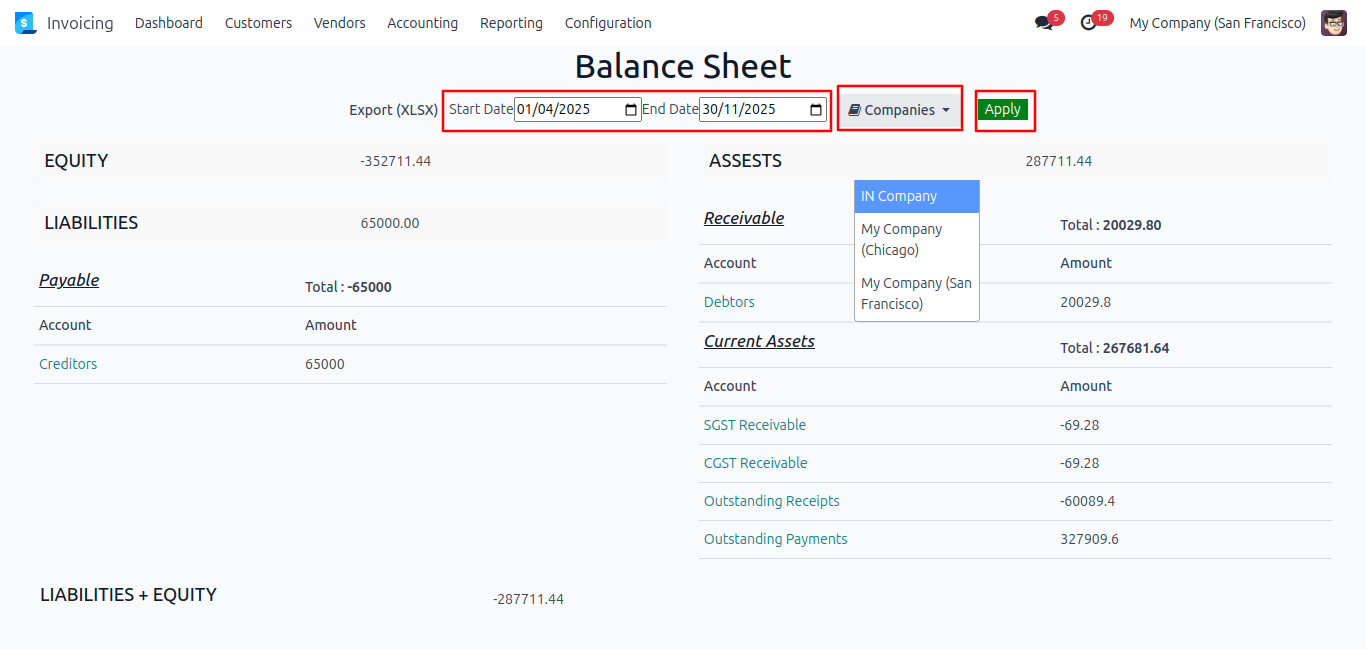 Invoicing Dashboard Customers Vendors Accounting Reporting Configuration 5 19 My Company (San Francisco)
Balance Sheet
Export (XLSX) Start Date 01/04/2025 End Date 30/11/2025 Companies Apply
EQUITY -352711.44
LIABILITIES 65000.00
Payable Total : -65000
Account Amount
Creditors 65000
ASSESTS 287711.44
IN Company
My Company
(Chicago)
My Company (San
Francisco)
Receivable Total : 20029.80
Account Amount
Debtors 20029.8
Current Assets Total : 267681.64
Account Amount
SGST Receivable -69.28
CGST Receivable -69.28
Outstanding Receipts -60089.4
Outstanding Payments 327909.6
LIABILITIES + EQUITY -287711.44